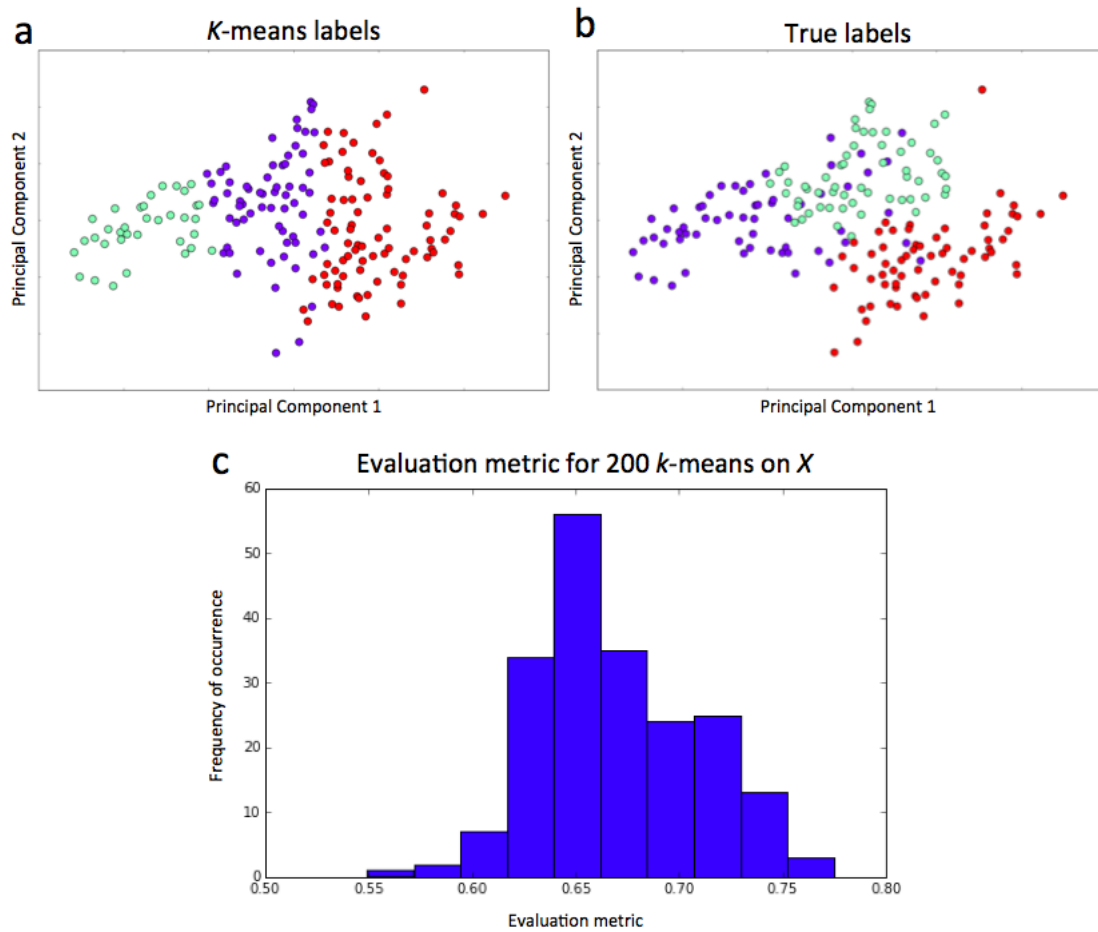 a
K-means labels
Principal Component 2
Principal Component 1
b
True labels
Principal Component 2
Principal Component 1
c
Evaluation metric for 200 k-means on X
Frequency of occurrence
60
50
40
30
20
10
0
0.50 0.55 0.60 0.65 0.70 0.75 0.80
Evaluation metric